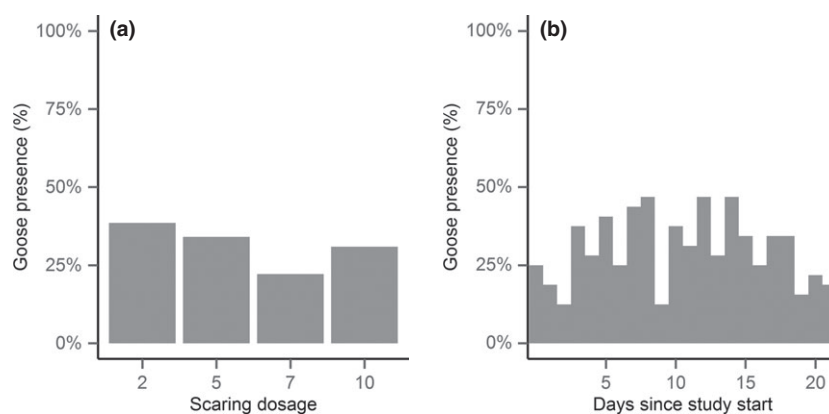 (a)
100%
75%
50%
25%
0%
Goose presence (%)
2 5 7 10
Scaring dosage
(b)
100%
75%
50%
25%
0%
Goose presence (%)
5 10 15 20
Days since study start